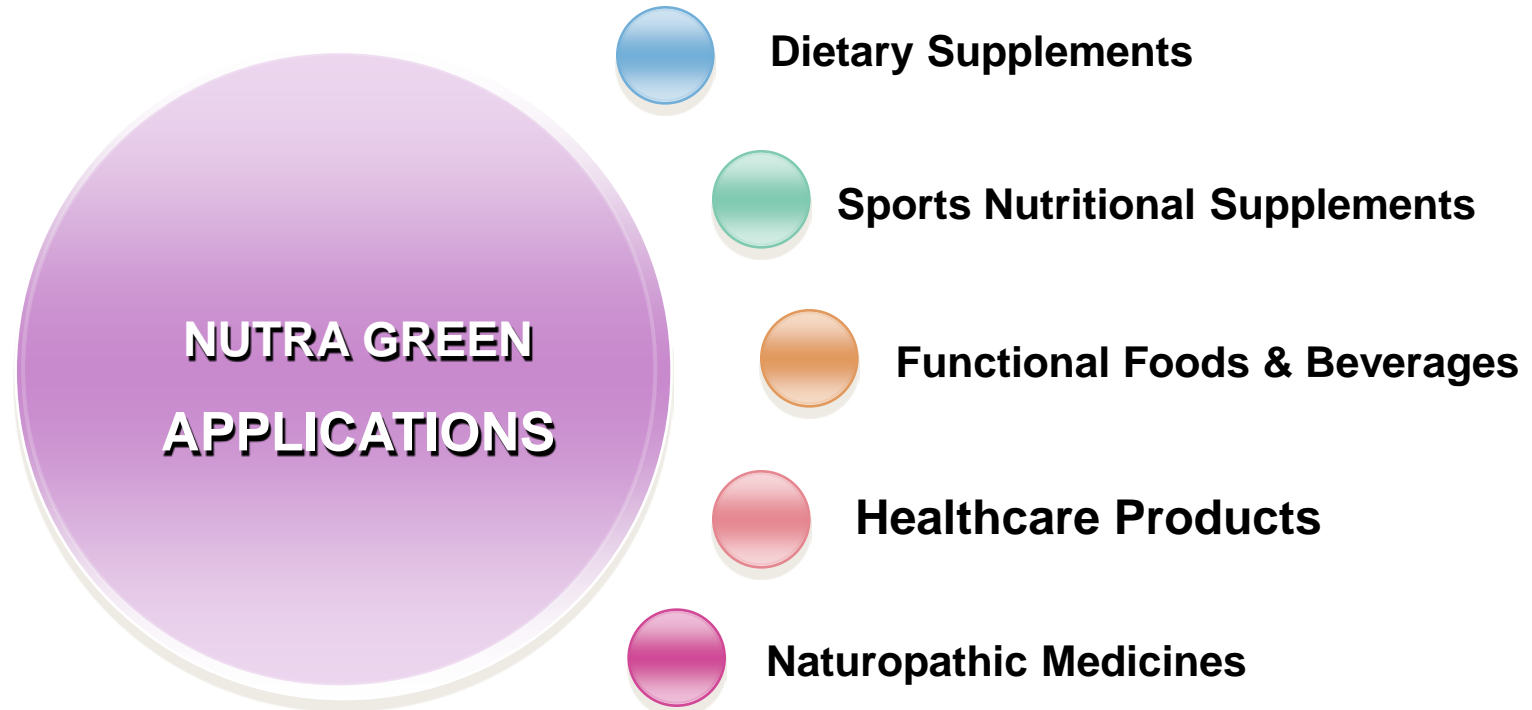 NUTRA GREEN
APPLICATIONS
Dietary Supplements
Sports Nutritional Supplements
Functional Foods & Beverages
Healthcare Products
Naturopathic Medicines